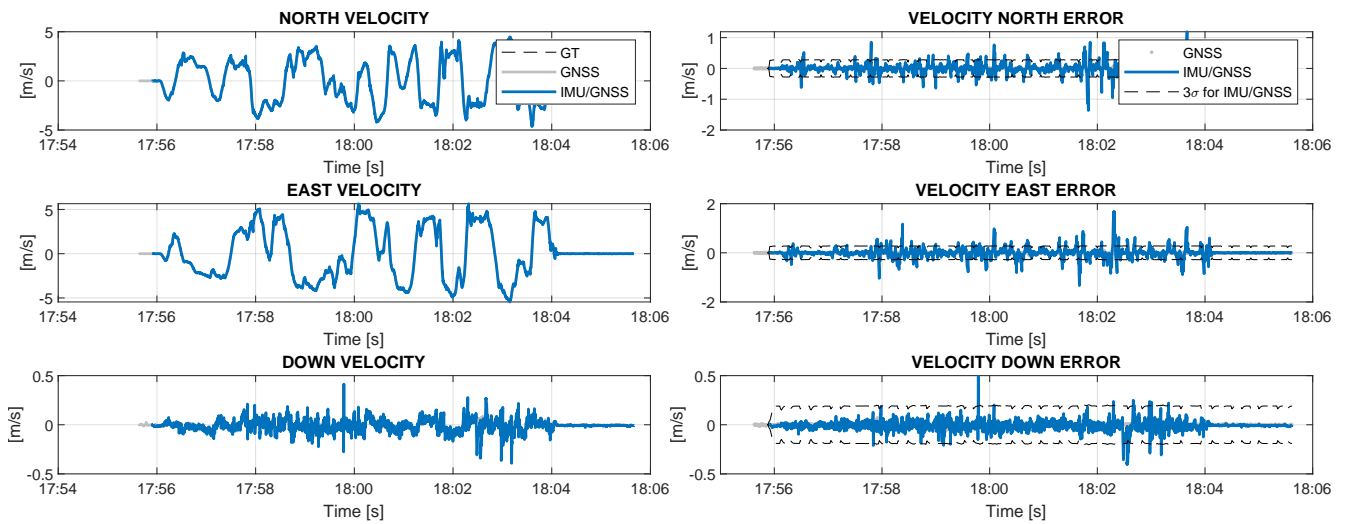 NORTH VELOCITY
5
0
-5
[m/s]
17:54
17:56
17:58
18:00
18:02
18:04
18:06
Time [s]
GT
GNSS
IMU/GNSS
VELOCITY NORTH ERROR
1
0
-1
-2
[m/s]
17:56
17:58
18:00
18:02
18:04
18:06
Time [s]
GNSS
IMU/GNSS
3σ for IMU/GNSS
EAST VELOCITY
5
0
-5
[m/s]
17:54
17:56
17:58
18:00
18:02
18:04
18:06
Time [s]
VELOCITY EAST ERROR
2
0
-2
[m/s]
17:56
17:58
18:00
18:02
18:04
18:06
Time [s]
DOWN VELOCITY
0.5
0
-0.5
[m/s]
17:54
17:56
17:58
18:00
18:02
18:04
18:06
Time [s]
VELOCITY DOWN ERROR
0.5
0
-0.5
[m/s]
17:56
17:58
18:00
18:02
18:04
18:06
Time [s]